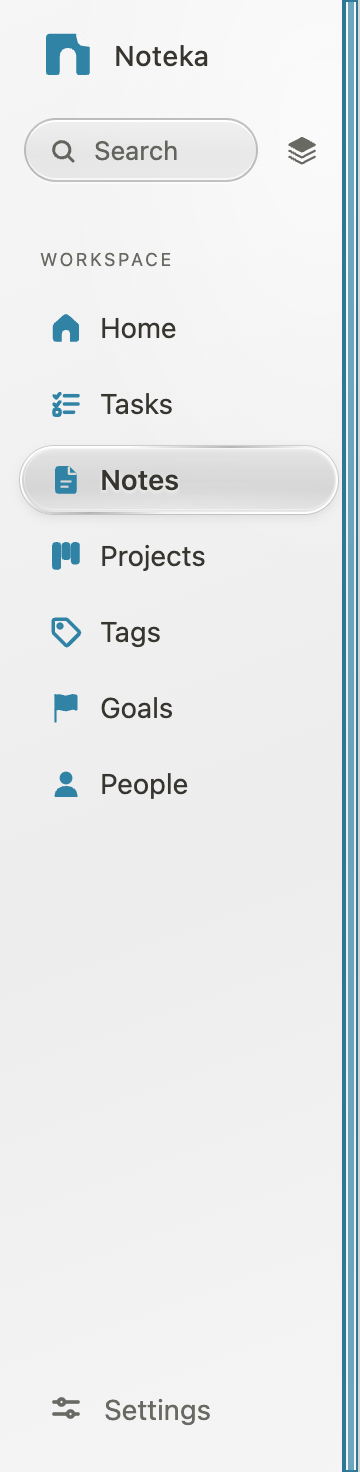 Noteka
Search
WORKSPACE
Home
Tasks
Notes
Projects
Tags
Goals
People
Settings